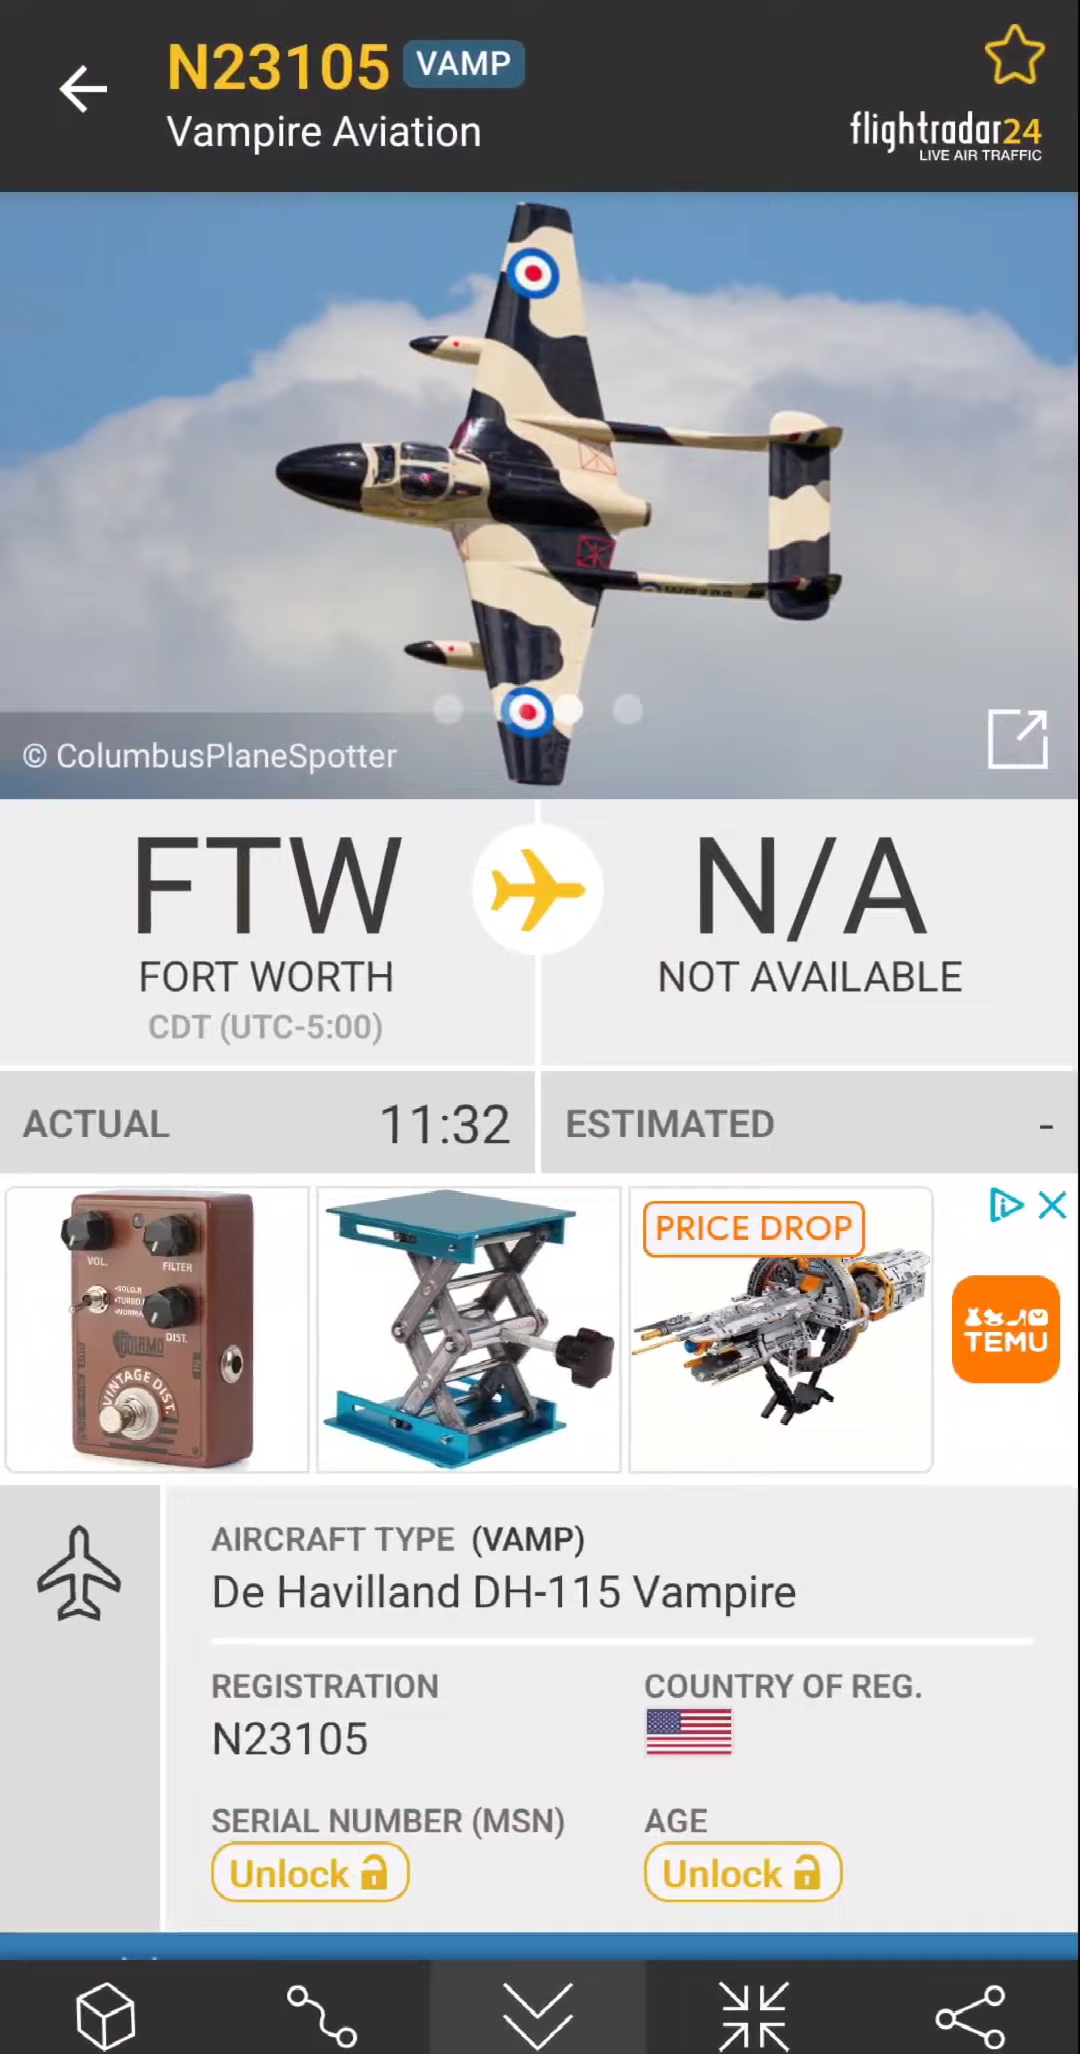 N23105 VAMP
Vampire Aviation
flightradar24
LIVE AIR TRAFFIC
© ColumbusPlaneSpotter
FTW
FORT WORTH
CDT (UTC-5:00)
N/A
NOT AVAILABLE
ACTUAL 11:32
ESTIMATED -
VOL.
FILTER
DIST.
VINTAGE DIST.
PRICE DROP
TEMU
AIRCRAFT TYPE (VAMP)
De Havilland DH-115 Vampire
REGISTRATION
N23105
COUNTRY OF REG.
SERIAL NUMBER (MSN)
Unlock
AGE
Unlock